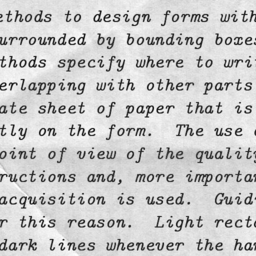 ethods to design forms with
urrounded by bounding boxes
thods specify where to wri
erlapping with other parts
ate sheet of paper that is
tly on the form. The use o
oint of view of the quality
ructions and, more importan
acquisition is used. Guid
r this reason. Light recta
dark lines whenever the han